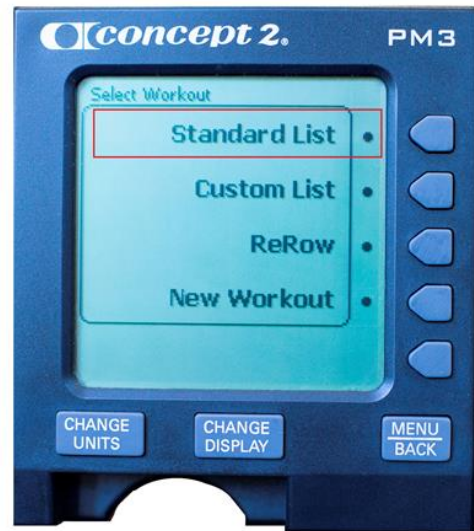 concept 2. PM3
Select Workout
Standard List
Custom List
ReRow
New Workout
CHANGE UNITS
CHANGE DISPLAY
MENU
BACK